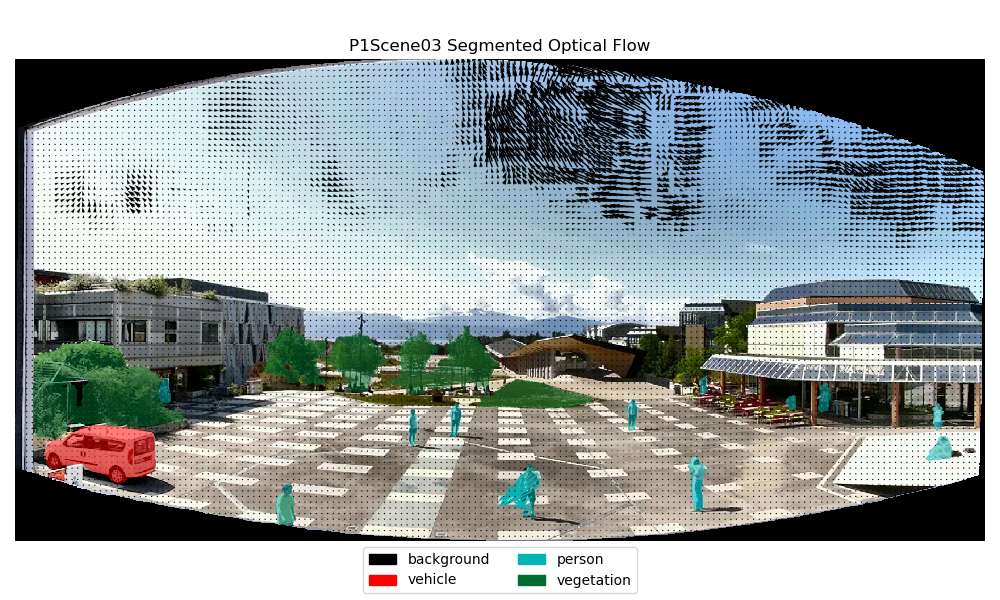 P1Scene03 Segmented Optical Flow
background
person
vehicle
vegetation